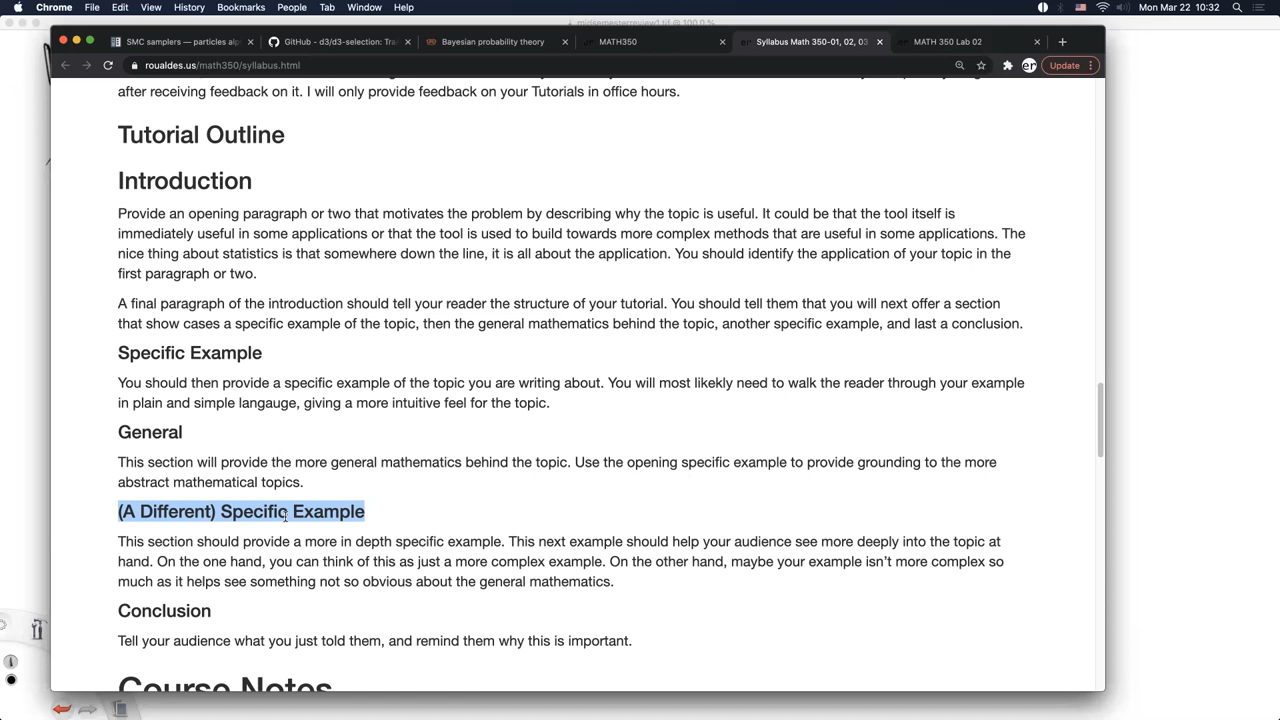 Chrome File Edit View History Bookmarks People Tab Window Help Mon Mar 22 10:32
SMC samplers — particles GitHub - d3/d3-selection: Bayesian probability theory MATH350 Syllabus Math 350-01, 02, 03 MATH 350 Lab 02
roualdes.us/math350/syllabus.html er Update
after receiving feedback on it. I will only provide feedback on your Tutorials in office hours.
Tutorial Outline
Introduction
Provide an opening paragraph or two that motivates the problem by describing why the topic is useful. It could be that the tool itself is
immediately useful in some applications or that the tool is used to build towards more complex methods that are useful in some applications. The
nice thing about statistics is that somewhere down the line, it is all about the application. You should identify the application of your topic in the
first paragraph or two.
A final paragraph of the introduction should tell your reader the structure of your tutorial. You should tell them that you will next offer a section
that show cases a specific example of the topic, then the general mathematics behind the topic, another specific example, and last a conclusion.
Specific Example
You should then provide a specific example of the topic you are writing about. You will most likekly need to walk the reader through your example
in plain and simple langauge, giving a more intuitive feel for the topic.
General
This section will provide the more general mathematics behind the topic. Use the opening specific example to provide grounding to the more
abstract mathematical topics.
(A Different) Specific Example
This section should provide a more in depth specific example. This next example should help your audience see more deeply into the topic at
hand. On the one hand, you can think of this as just a more complex example. On the other hand, maybe your example isn't more complex so
much as it helps see something not so obvious about the general mathematics.
Conclusion
Tell your audience what you just told them, and remind them why this is important.
Course Notes